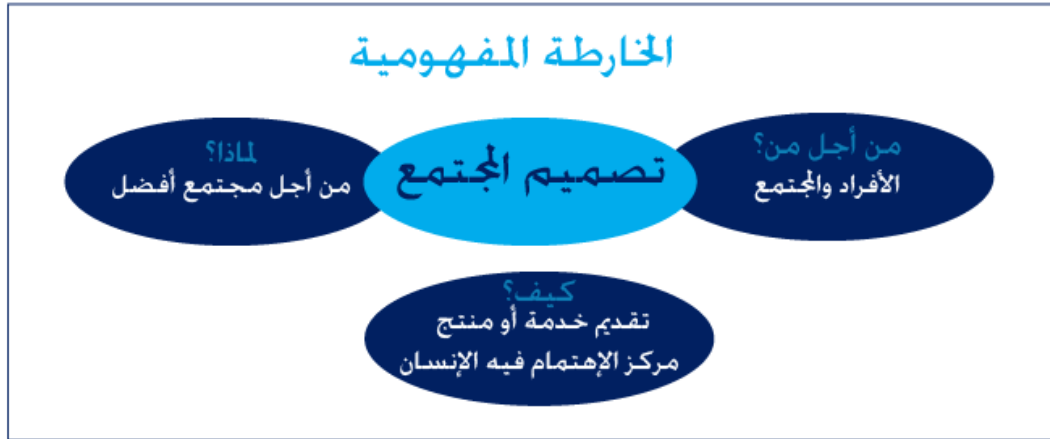 الخارطة المفهومية
من أجل من؟
الأفراد والمجتمع
تصميم المجتمع
لماذا؟
من أجل مجتمع أفضل
كيف؟
تقديم خدمة أو منتج
مركز الإهتمام فيه الإنسان